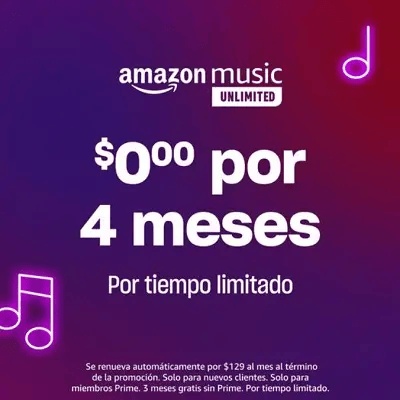 amazon music
UNLIMITED
$0⁰⁰ por
4 meses
Por tiempo limitado
Se renueva automáticamente por $129 al mes al término
de la promoción. Solo para nuevos clientes. Solo para
miembros Prime. 3 meses gratis sin Prime. Por tiempo limitado.